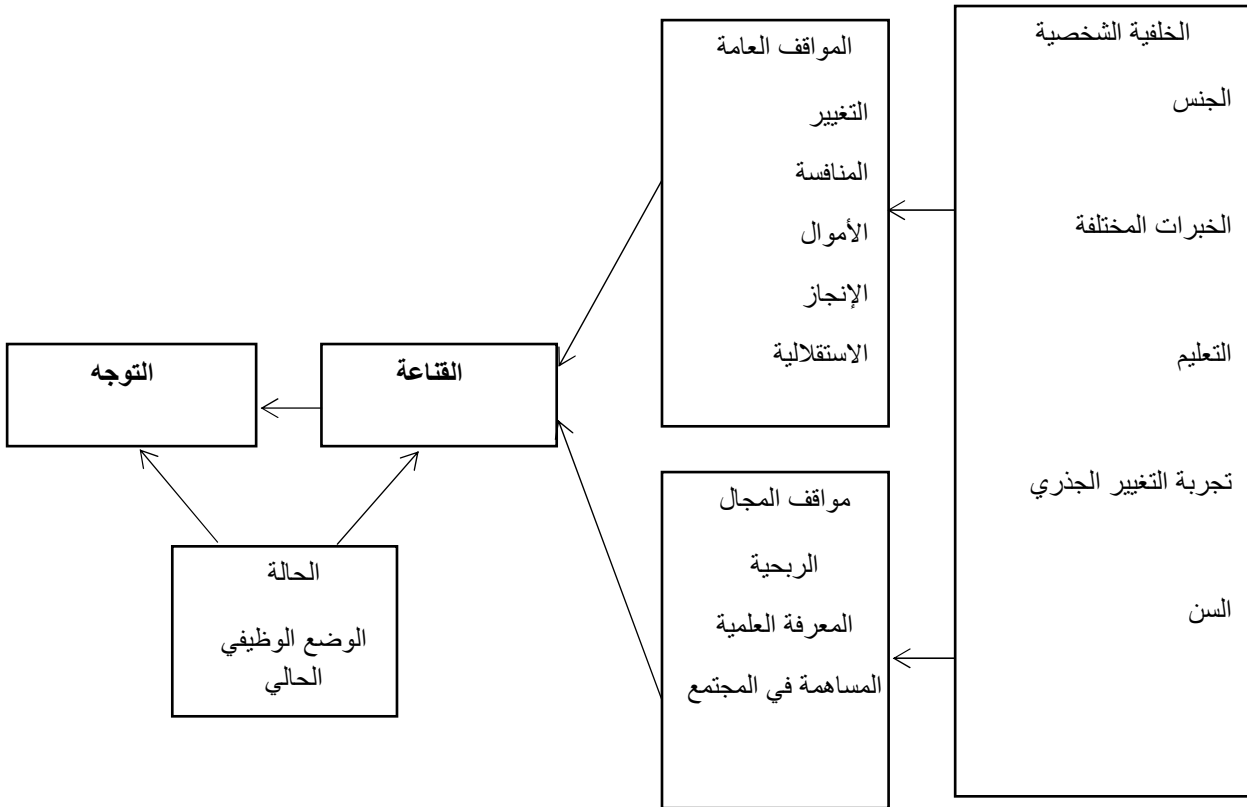 الخلفية الشخصية
الجنس
الخبرات المختلفة
التعليم
تجربة التغيير الجذري
السن
المواقف العامة
التغيير
المنافسة
الأموال
الإنجاز
الاستقلالية
مواقف المجال
الربحية
المعرفة العلمية
المساهمة في المجتمع
القناعة
التوجه
الحالة
الوضع الوظيفي
الحالي